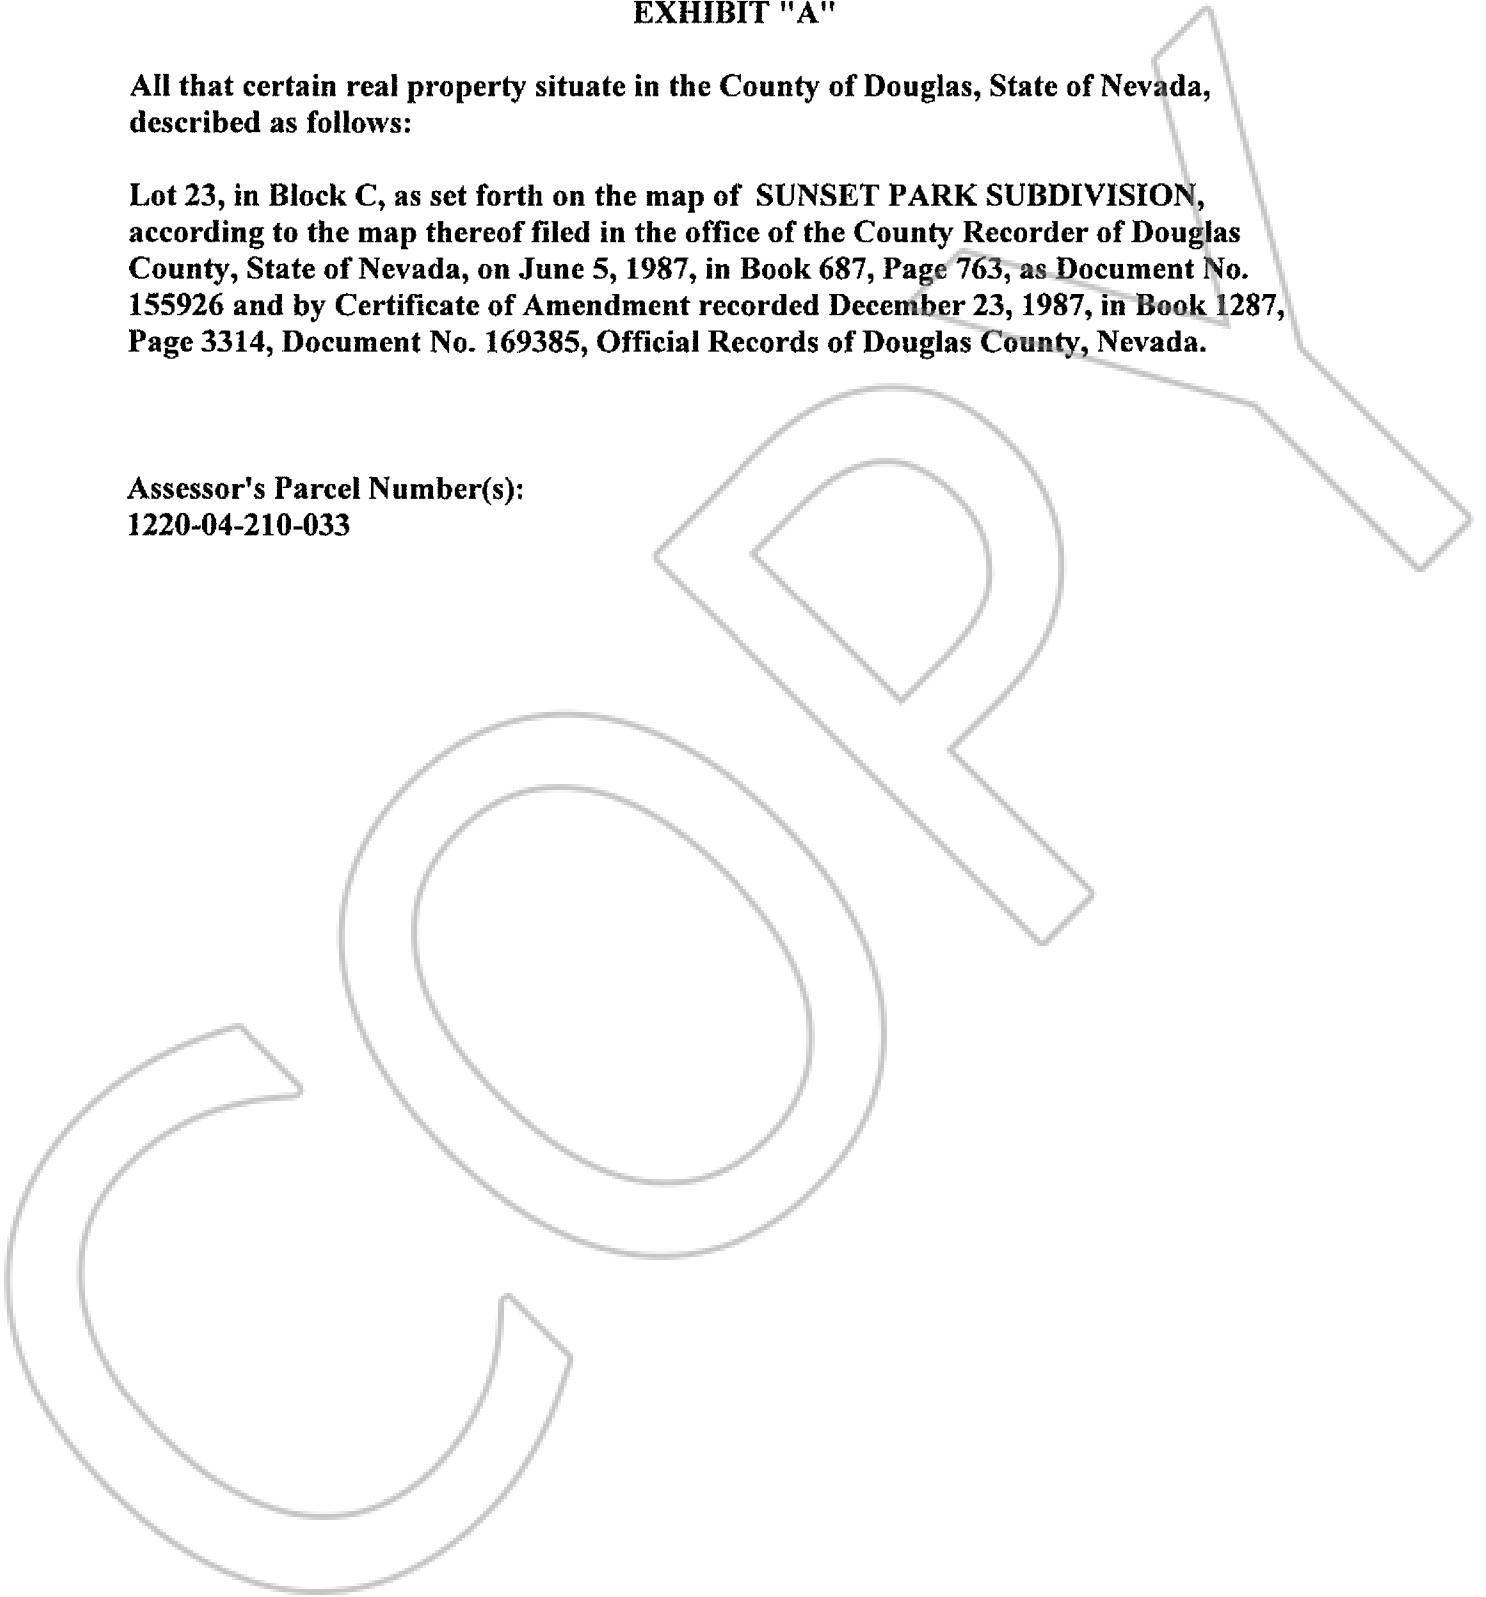 EXHIBIT "A"
All that certain real property situate in the County of Douglas, State of Nevada,
described as follows:
Lot 23, in Block C, as set forth on the map of SUNSET PARK SUBDIVISION,
according to the map thereof filed in the office of the County Recorder of Douglas
County, State of Nevada, on June 5, 1987, in Book 687, Page 763, as Document No.
155926 and by Certificate of Amendment recorded December 23, 1987, in Book 1287,
Page 3314, Document No. 169385, Official Records of Douglas County, Nevada.
Assessor's Parcel Number(s):
1220-04-210-033
COPY